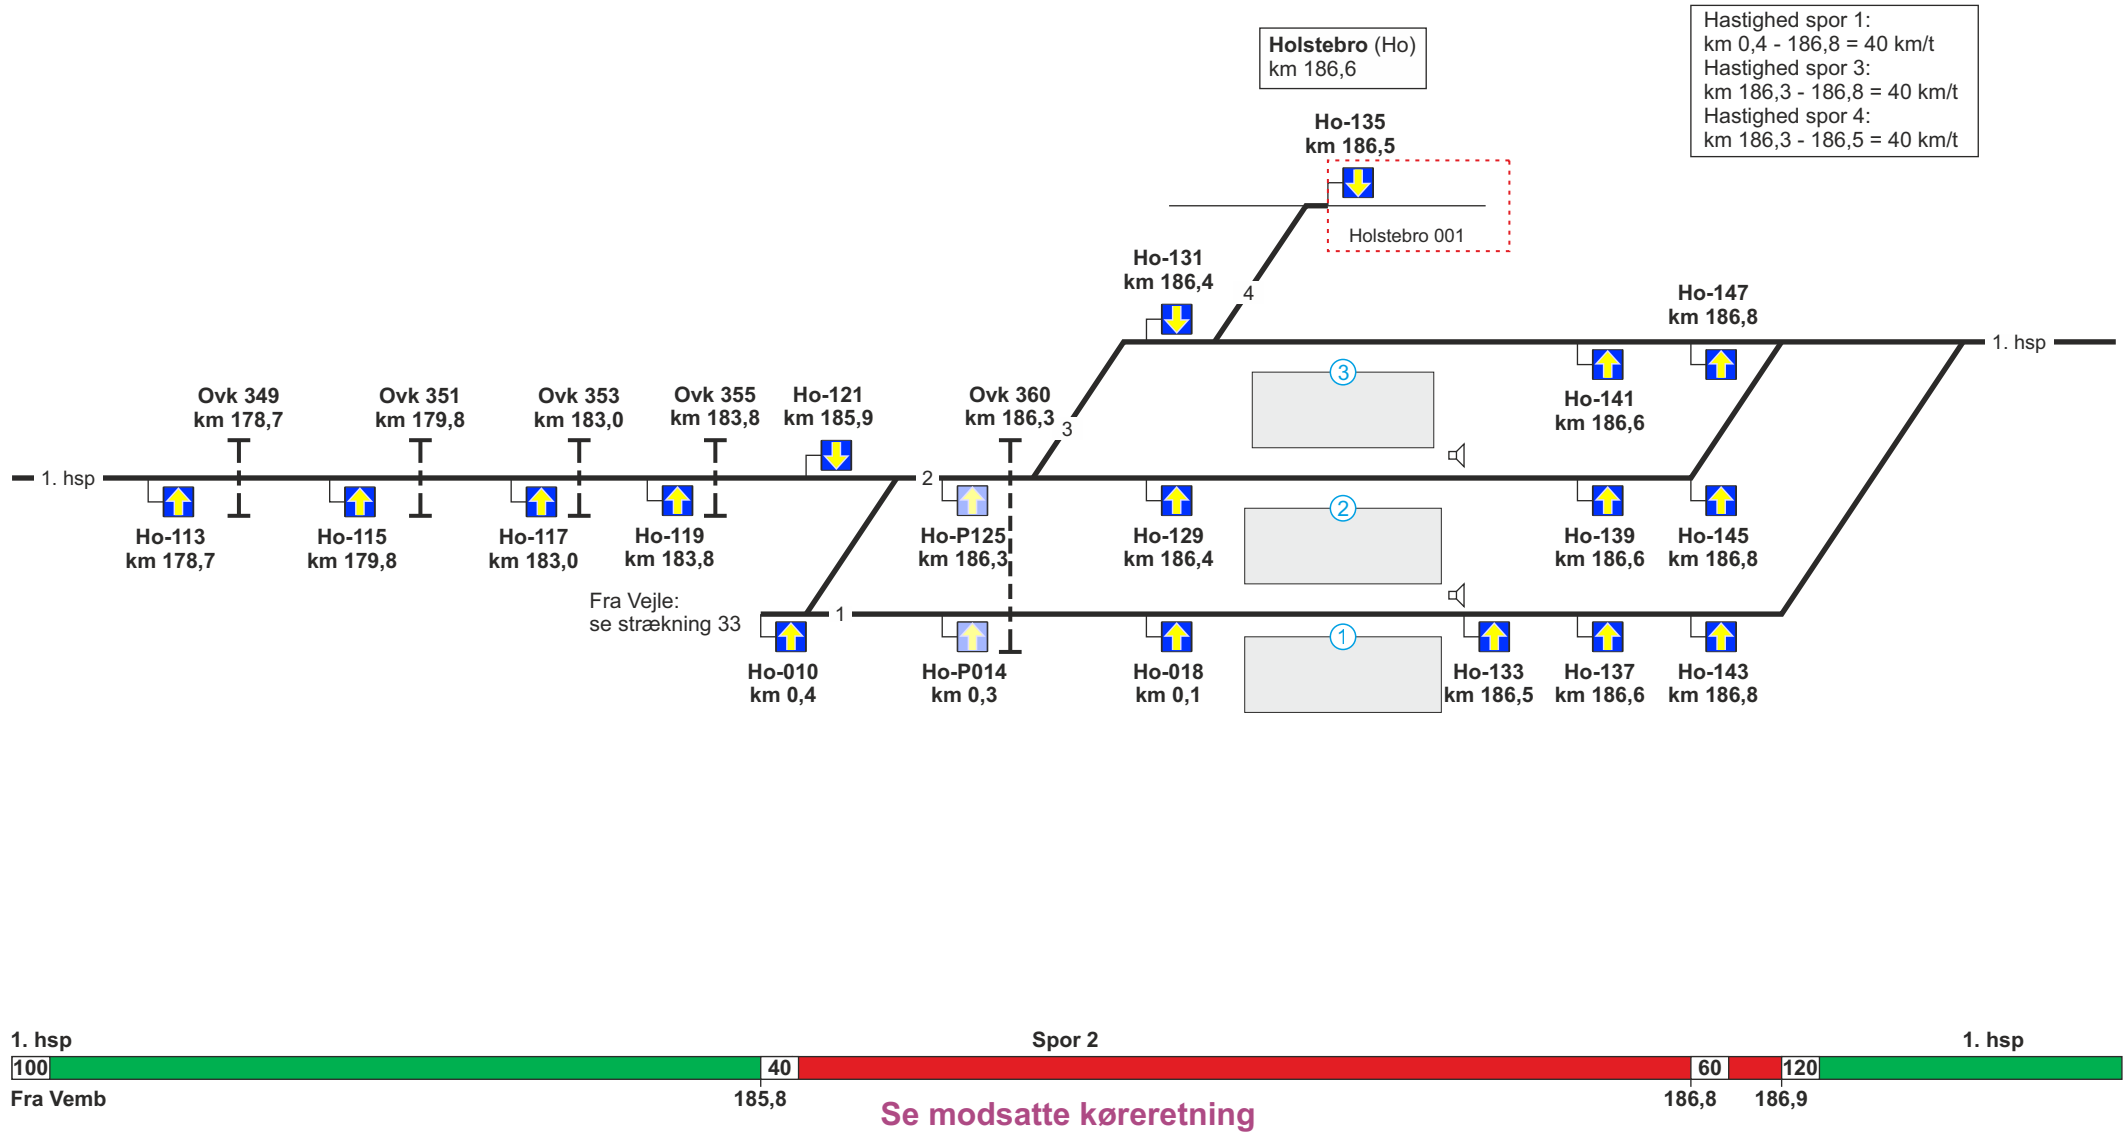 Hastighed spor 1:
km 0,4 - 186,8 = 40 km/t
Hastighed spor 3:
km 186,3 - 186,8 = 40 km/t
Hastighed spor 4:
km 186,3 - 186,5 = 40 km/t
Holstebro (Ho)
km 186,6
Ho-135
km 186,5
Holstebro 001
Ho-131
km 186,4
4
Ho-147
km 186,8
1. hsp
3
Ho-141
km 186,6
Ovk 349
km 178,7
Ovk 351
km 179,8
Ovk 353
km 183,0
Ovk 355
km 183,8
Ho-121
km 185,9
Ovk 360
km 186,3
3
1. hsp
2
Ho-113
km 178,7
Ho-115
km 179,8
Ho-117
km 183,0
Ho-119
km 183,8
Ho-P125
km 186,3
Ho-129
km 186,4
2
Ho-139
km 186,6
Ho-145
km 186,8
Fra Vejle:
se strækning 33
1
Ho-010
km 0,4
Ho-P014
km 0,3
Ho-018
km 0,1
1
Ho-133
km 186,5
Ho-137
km 186,6
Ho-143
km 186,8
1. hsp
Spor 2
1. hsp
100
40
60
120
Fra Vemb
185,8
186,8
186,9
Se modsatte køreretning